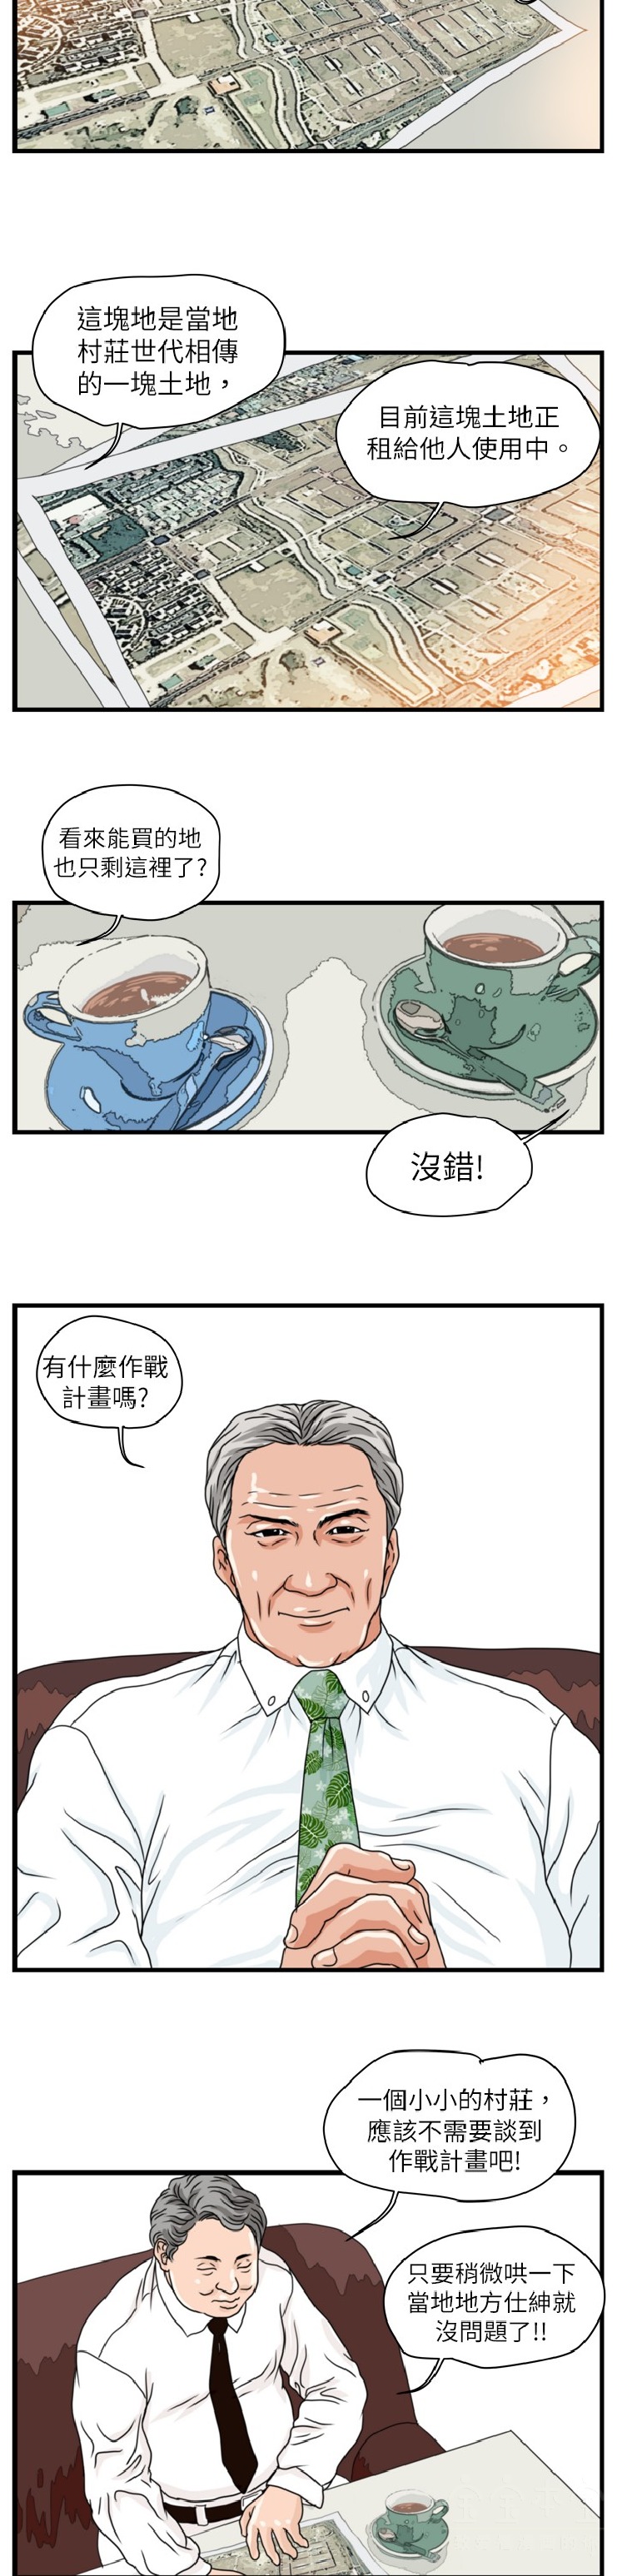 這塊地是當地
村莊世代相傳
的一塊土地，
目前這塊土地正
租給他人使用中。
看來能買的地
也只剩這裡了?
沒錯!
有什麼作戰
計畫嗎?
一個小小的村莊，
應該不需要談到
作戰計畫吧!
只要稍微哄一下
當地地方仕紳就
沒問題了!!